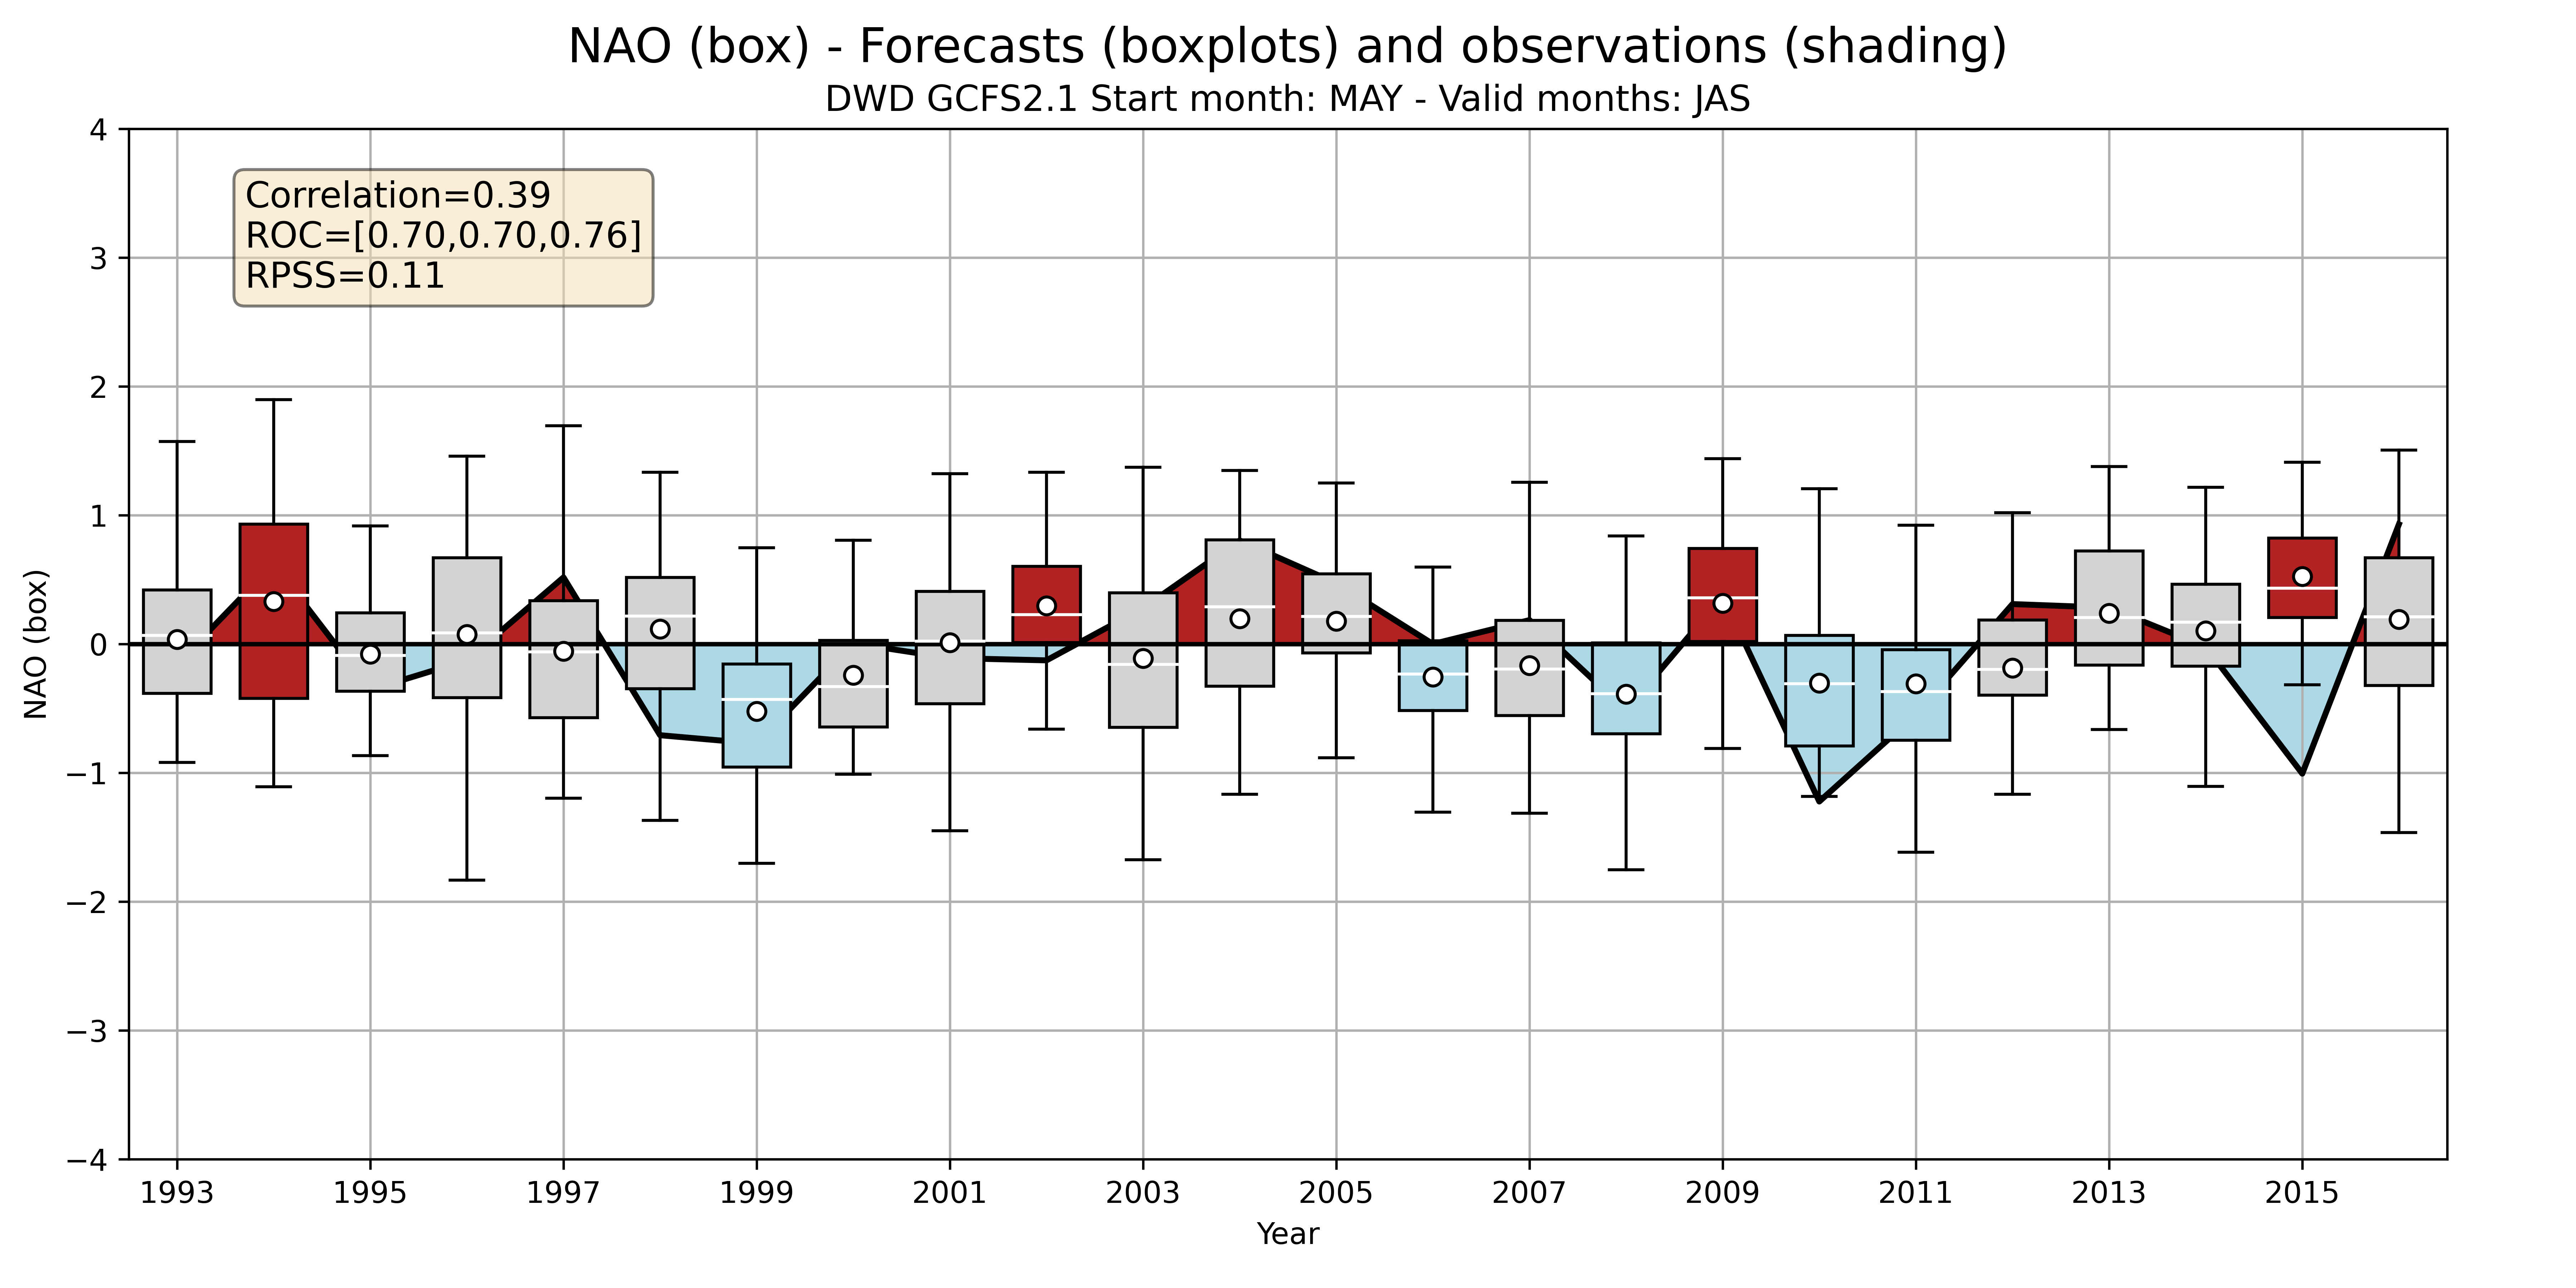 NAO (box) - Forecasts (boxplots) and observations (shading)
DWD GCFS2.1 Start month: MAY - Valid months: JAS
Correlation=0.39
ROC=[0.70,0.70,0.76]
RPSS=0.11
NAO (box)
4
3
2
1
0
−1
−2
−3
−4
1993 1995 1997 1999 2001 2003 2005 2007 2009 2011 2013 2015
Year